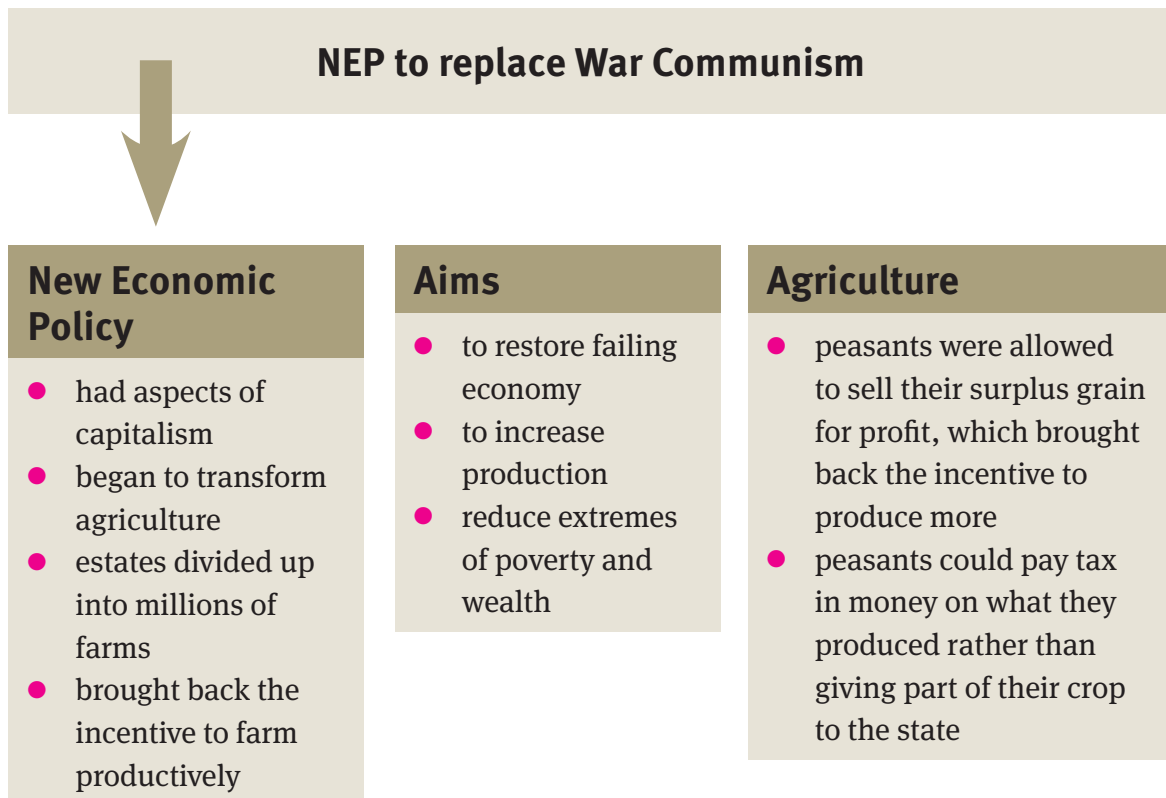 NEP to replace War Communism
New Economic
Policy
had aspects of
capitalism
began to transform
agriculture
estates divided up
into millions of
farms
brought back the
incentive to farm
productively
Aims
to restore failing
economy
to increase
production
reduce extremes
of poverty and
wealth
Agriculture
peasants were allowed
to sell their surplus grain
for profit, which brought
back the incentive to
produce more
peasants could pay tax
in money on what they
produced rather than
giving part of their crop
to the state